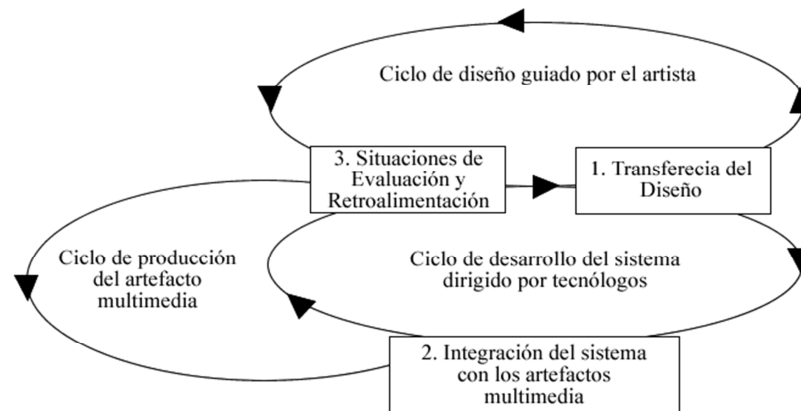 Ciclo de diseño guiado por el artista
3. Situaciones de
Evaluación y
Retroalimentación
1. Transferecia del
Diseño
Ciclo de producción
del artefacto
multimedia
Ciclo de desarrollo del sistema
dirigido por tecnólogos
2. Integración del sistema
con los artefactos
multimedia